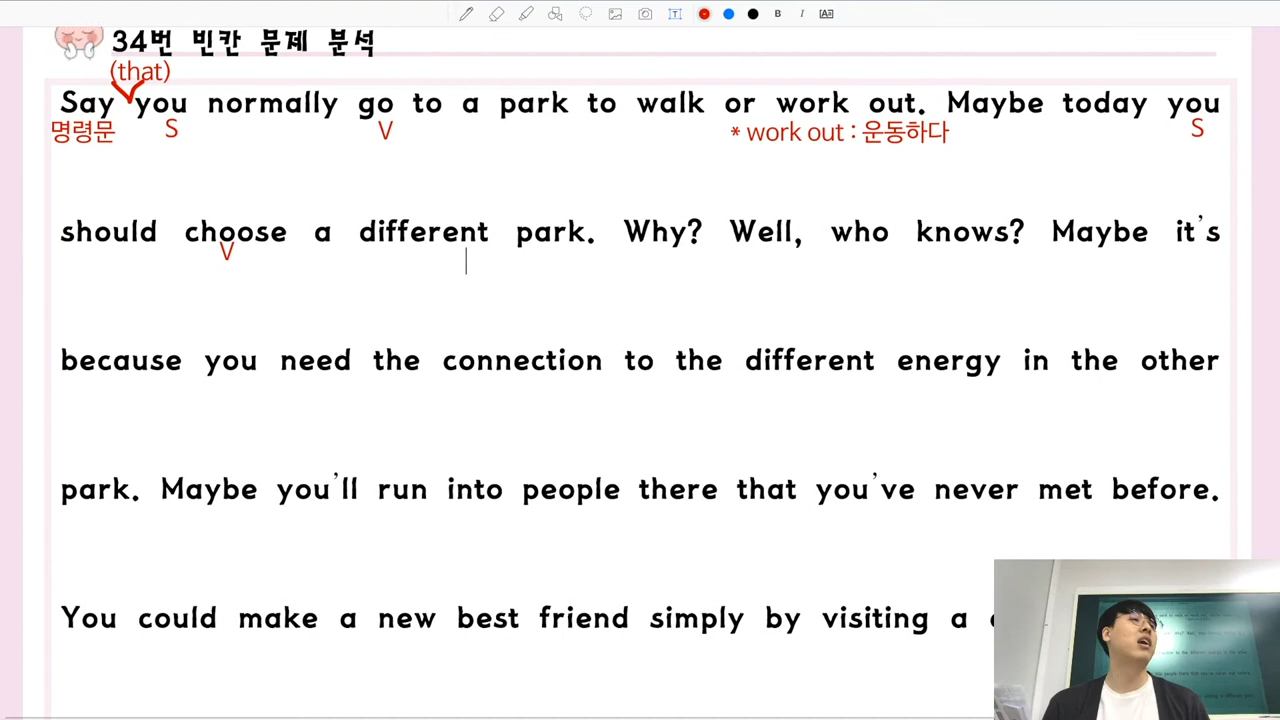 34번 빈칸 문제 분석
(that)
Say you normally go to a park to walk or work out. Maybe today you
명령문 S V * work out : 운동하다 S
should choose a different park. Why? Well, who knows? Maybe it's
V
because you need the connection to the different energy in the other
park. Maybe you'll run into people there that you've never met before.
You could make a new best friend simply by visiting a